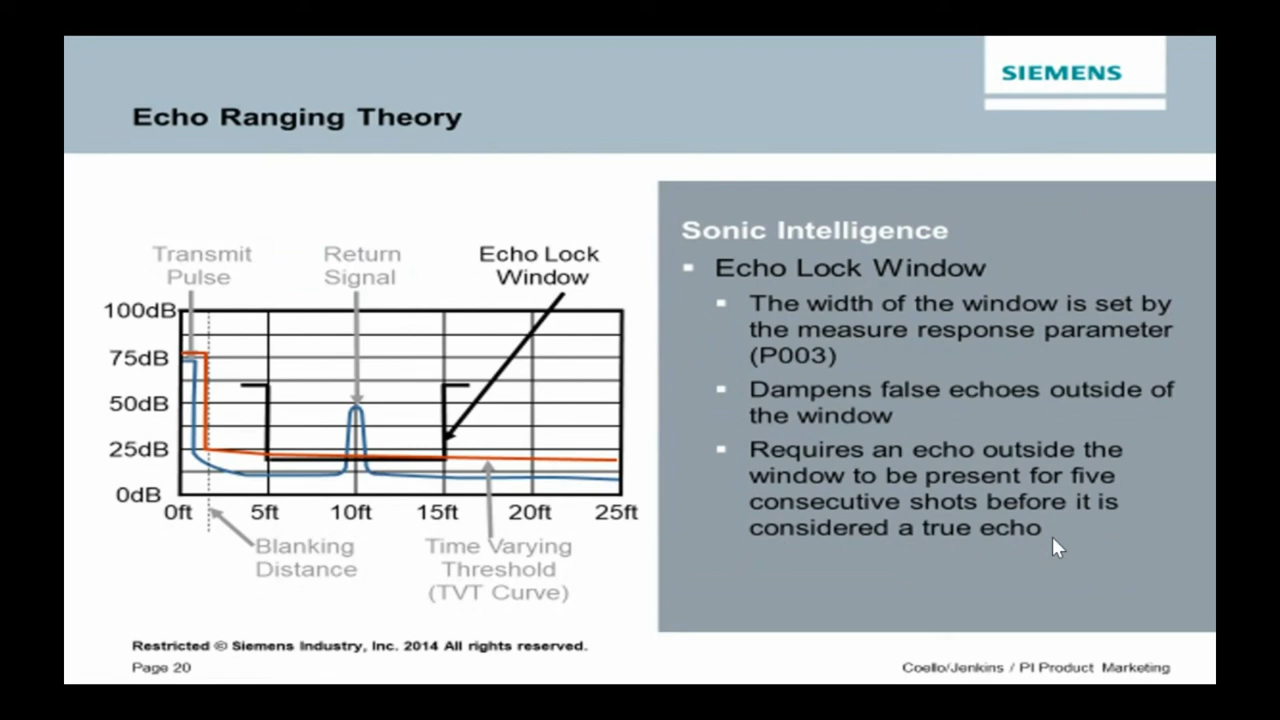 SIEMENS
Echo Ranging Theory
Transmit
Pulse
Return
Signal
Echo Lock
Window
100dB
75dB
50dB
25dB
0dB
0ft
5ft
10ft
15ft
20ft
25ft
Blanking
Distance
Time Varying
Threshold
(TVT Curve)
Sonic Intelligence
Echo Lock Window
The width of the window is set by
the measure response parameter
(P003)
Dampens false echoes outside of
the window
Requires an echo outside the
window to be present for five
consecutive shots before it is
considered a true echo
Restricted © Siemens Industry, Inc. 2014 All rights reserved.
Page 20
Coello/Jenkins / PI Product Marketing